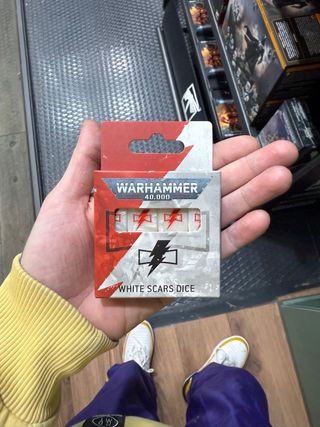 WARHAMMER
40,000
WHITE SCARS DICE